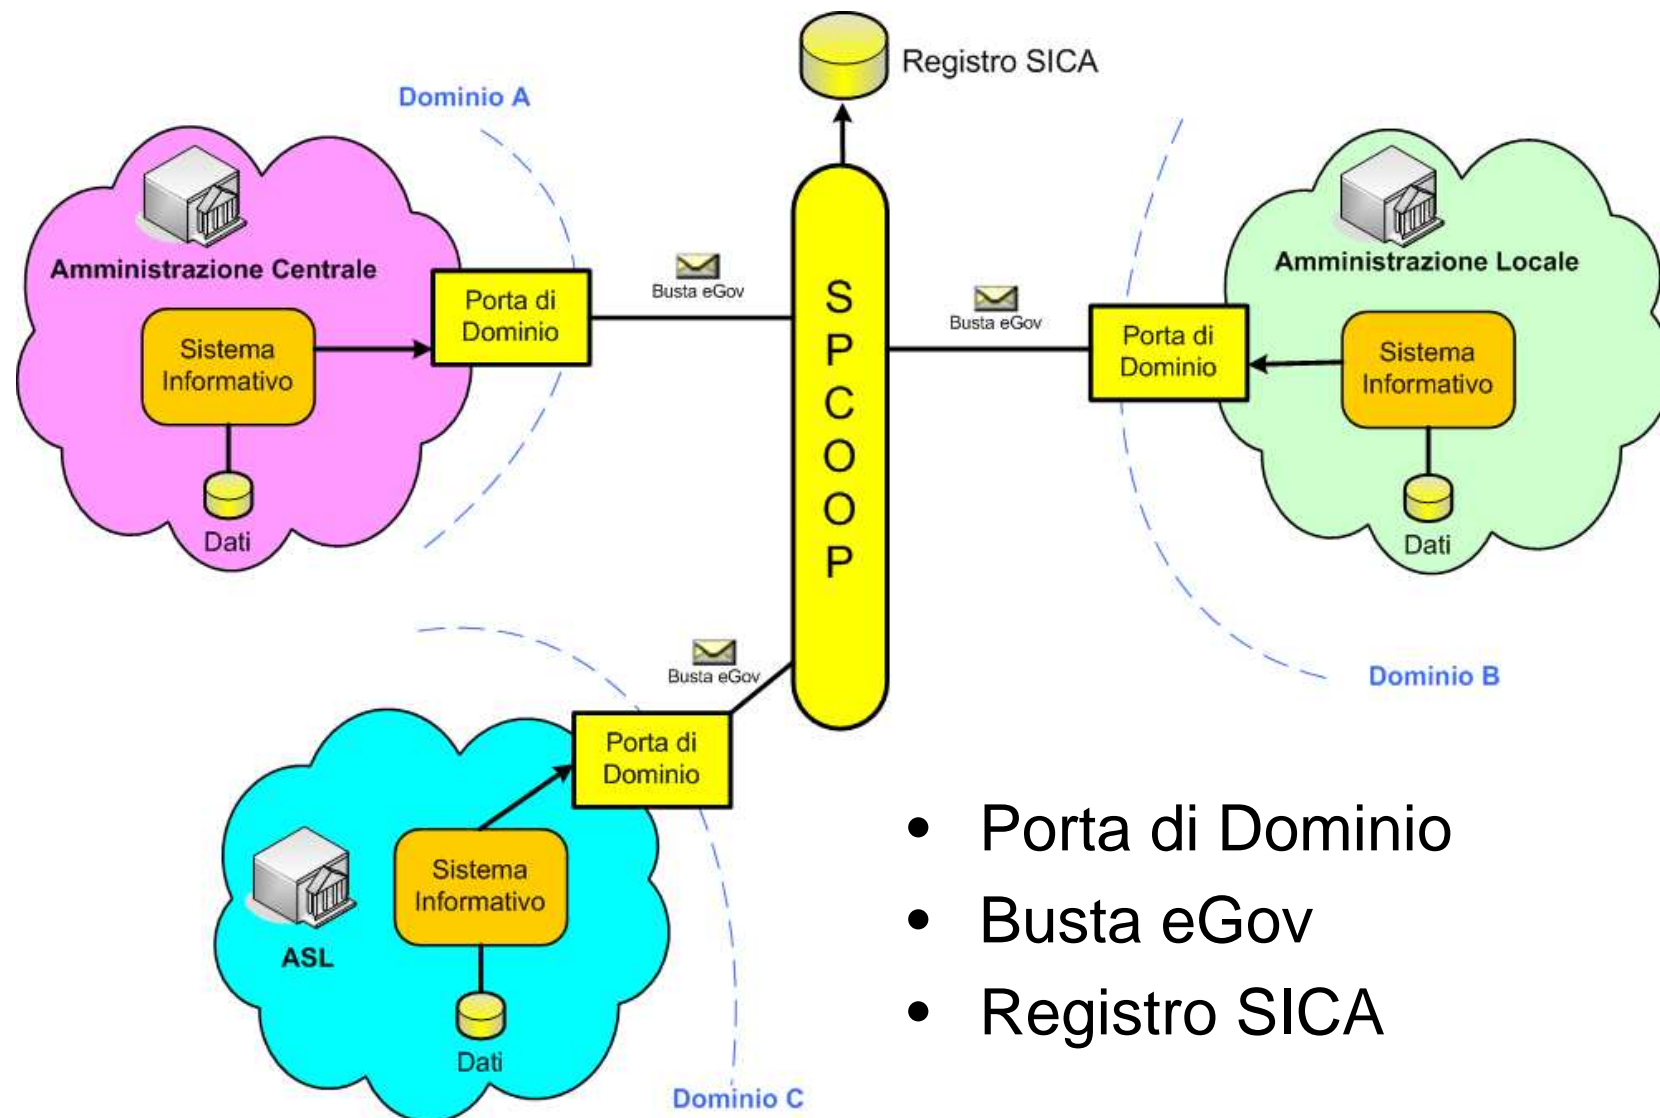 Registro SICA
Dominio A
Amministrazione Centrale
Porta di
Dominio
Sistema
Informativo
Dati
Busta eGov
S
P
C
O
O
P
Busta eGov
Amministrazione Locale
Porta di
Dominio
Sistema
Informativo
Dati
Dominio B
Busta eGov
Porta di
Dominio
Sistema
Informativo
ASL
Dati
Dominio C
• Porta di Dominio
• Busta eGov
• Registro SICA